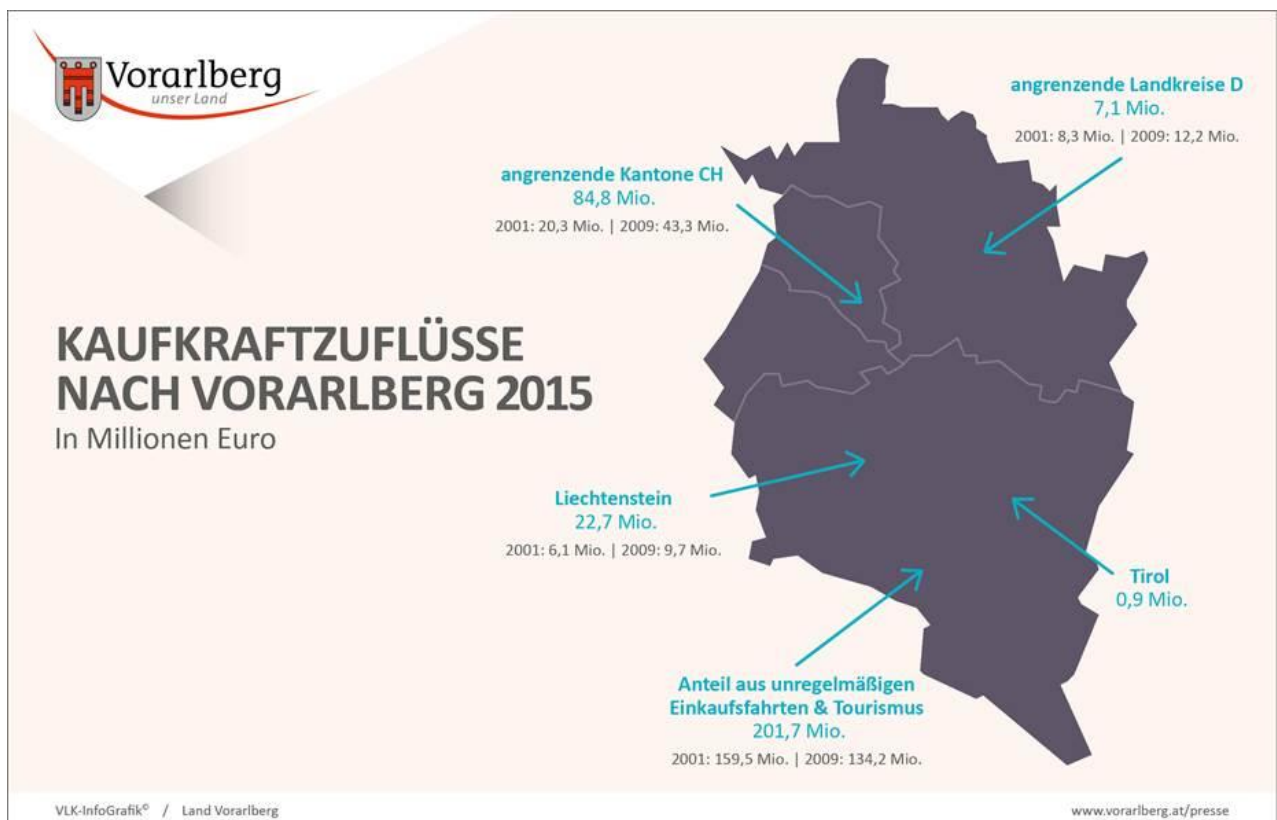 Vorarlberg
unser Land
angrenzende Landkreise D
7,1 Mio.
2001: 8,3 Mio. | 2009: 12,2 Mio.
angrenzende Kantone CH
84,8 Mio.
2001: 20,3 Mio. | 2009: 43,3 Mio.
KAUFKRAFTZUFLÜSSE
NACH VORARLBERG 2015
In Millionen Euro
Liechtenstein
22,7 Mio.
2001: 6,1 Mio. | 2009: 9,7 Mio.
Tirol
0,9 Mio.
Anteil aus unregelmäßigen
Einkaufsfahrten & Tourismus
201,7 Mio.
2001: 159,5 Mio. | 2009: 134,2 Mio.
VLK-InfoGrafik© / Land Vorarlberg
www.vorarlberg.at/presse